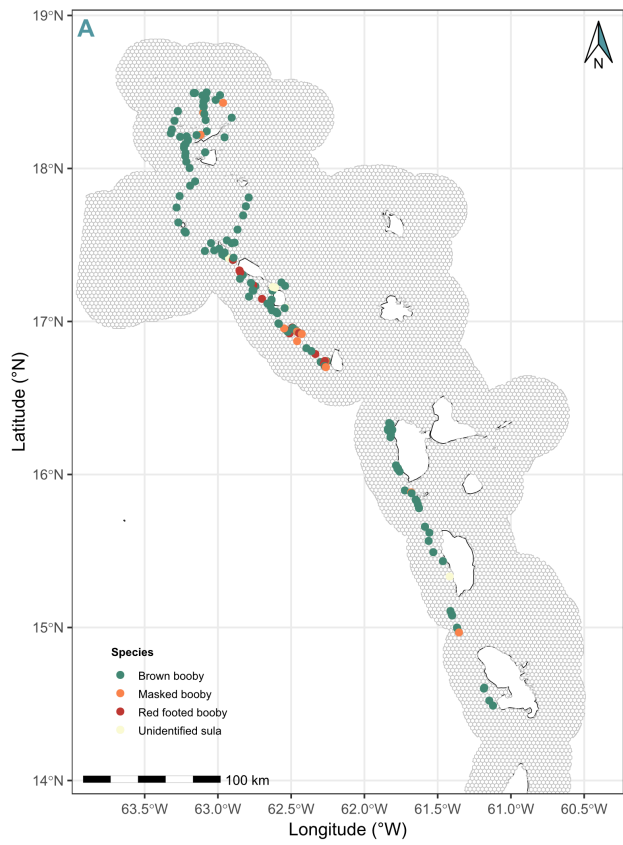 A
N
19°N
18°N
17°N
16°N
15°N
14°N
Latitude (°N)
Species
Brown booby
Masked booby
Red footed booby
Unidentified sula
100 km
63.5°W 63.0°W 62.5°W 62.0°W 61.5°W 61.0°W 60.5°W
Longitude (°W)